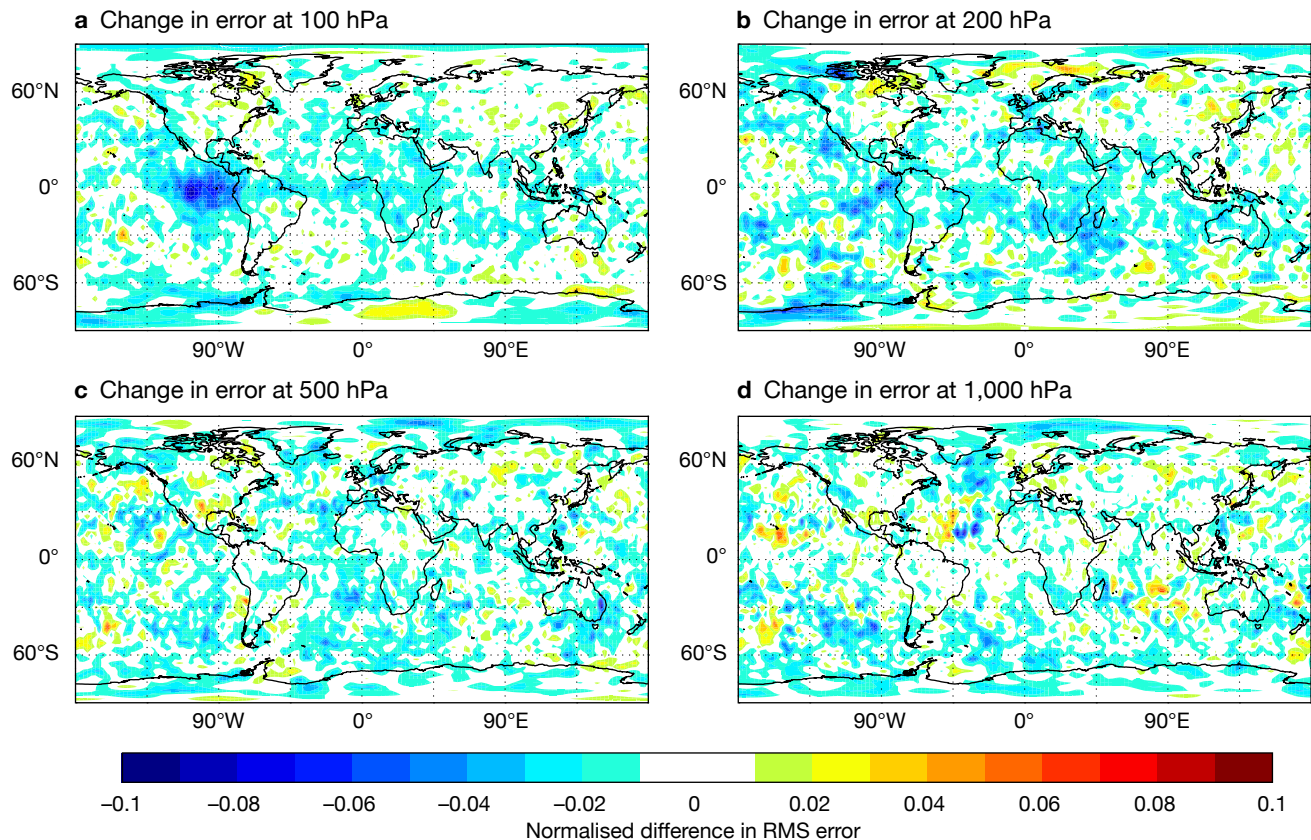 a Change in error at 100 hPa
b Change in error at 200 hPa
60°N
0°
60°S
60°N
0°
60°S
90°W 0° 90°E
90°W 0° 90°E
c Change in error at 500 hPa
d Change in error at 1,000 hPa
60°N
0°
60°S
60°N
0°
60°S
90°W 0° 90°E
90°W 0° 90°E
–0.1 –0.08 –0.06 –0.04 –0.02 0 0.02 0.04 0.06 0.08 0.1
Normalised difference in RMS error